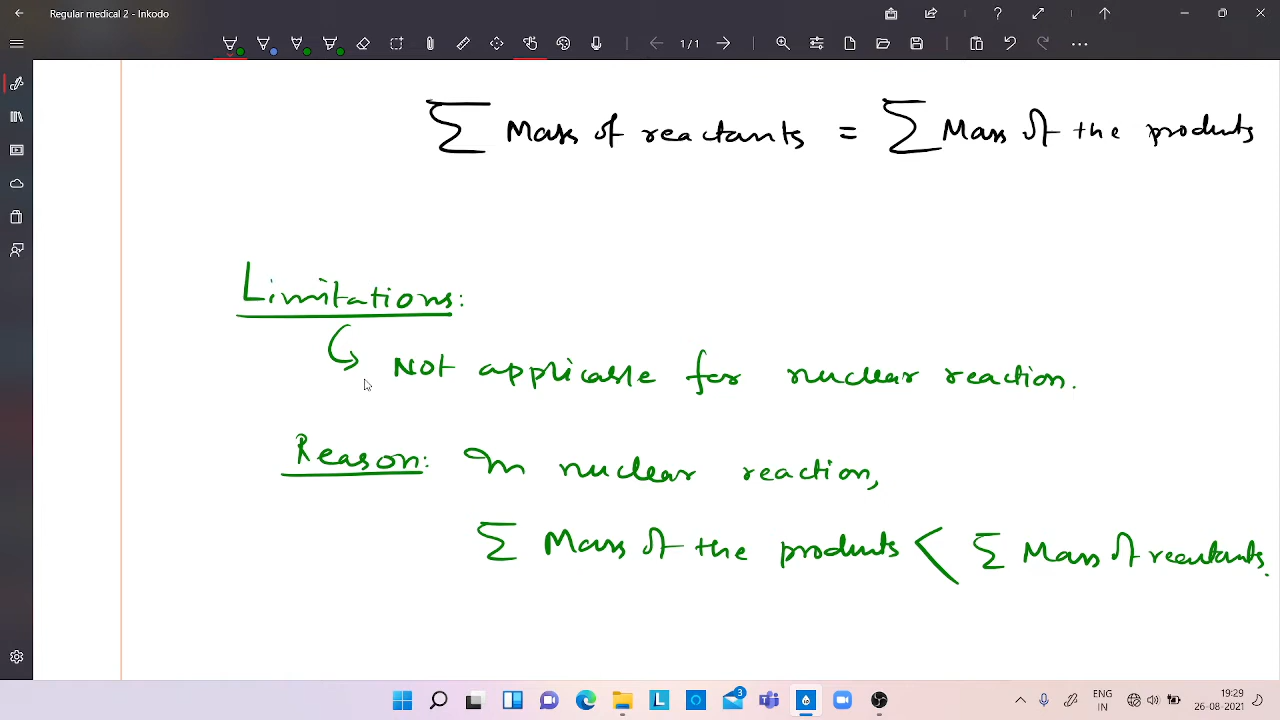 Regular medical 2 - Inkodo
1/1
∑ Mass of reactants = ∑ Mass of the products
Limitations:
Not applicable for nuclear reaction.
Reason: In nuclear reaction,
∑ Mass of the products < ∑ Mass of reactants.
3
ENG
IN
19:29
26-08-2021